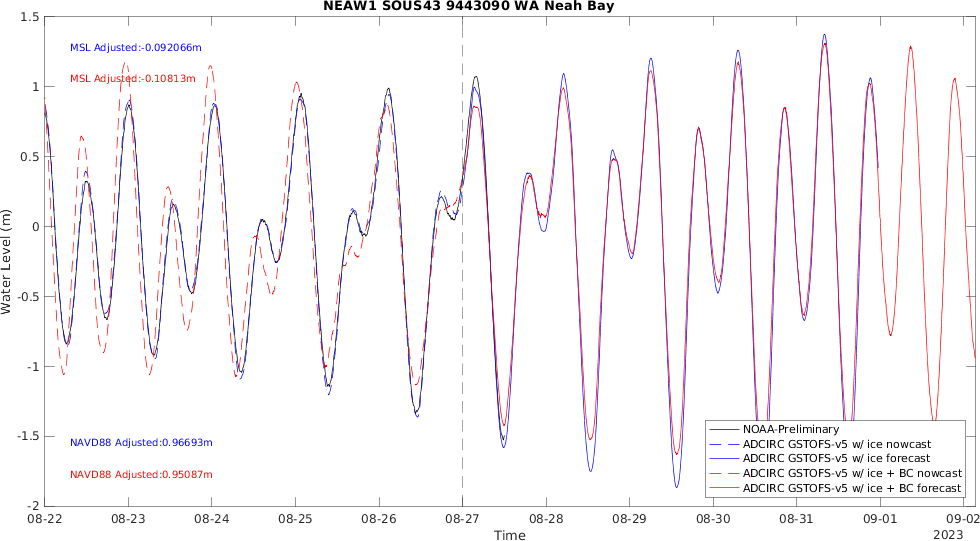 NEAW1 SOUS43 9443090 WA Neah Bay
1.5
1
0.5
0
-0.5
-1
-1.5
-2
Water Level (m)
MSL Adjusted:-0.092066m
MSL Adjusted:-0.10813m
NAVD88 Adjusted:0.96693m
NAVD88 Adjusted:0.95087m
NOAA-Preliminary
ADCIRC GSTOFS-v5 w/ ice nowcast
ADCIRC GSTOFS-v5 w/ ice forecast
ADCIRC GSTOFS-v5 w/ ice + BC nowcast
ADCIRC GSTOFS-v5 w/ ice + BC forecast
08-22 08-23 08-24 08-25 08-26 08-27 08-28 08-29 08-30 08-31 09-01 09-02
Time
2023